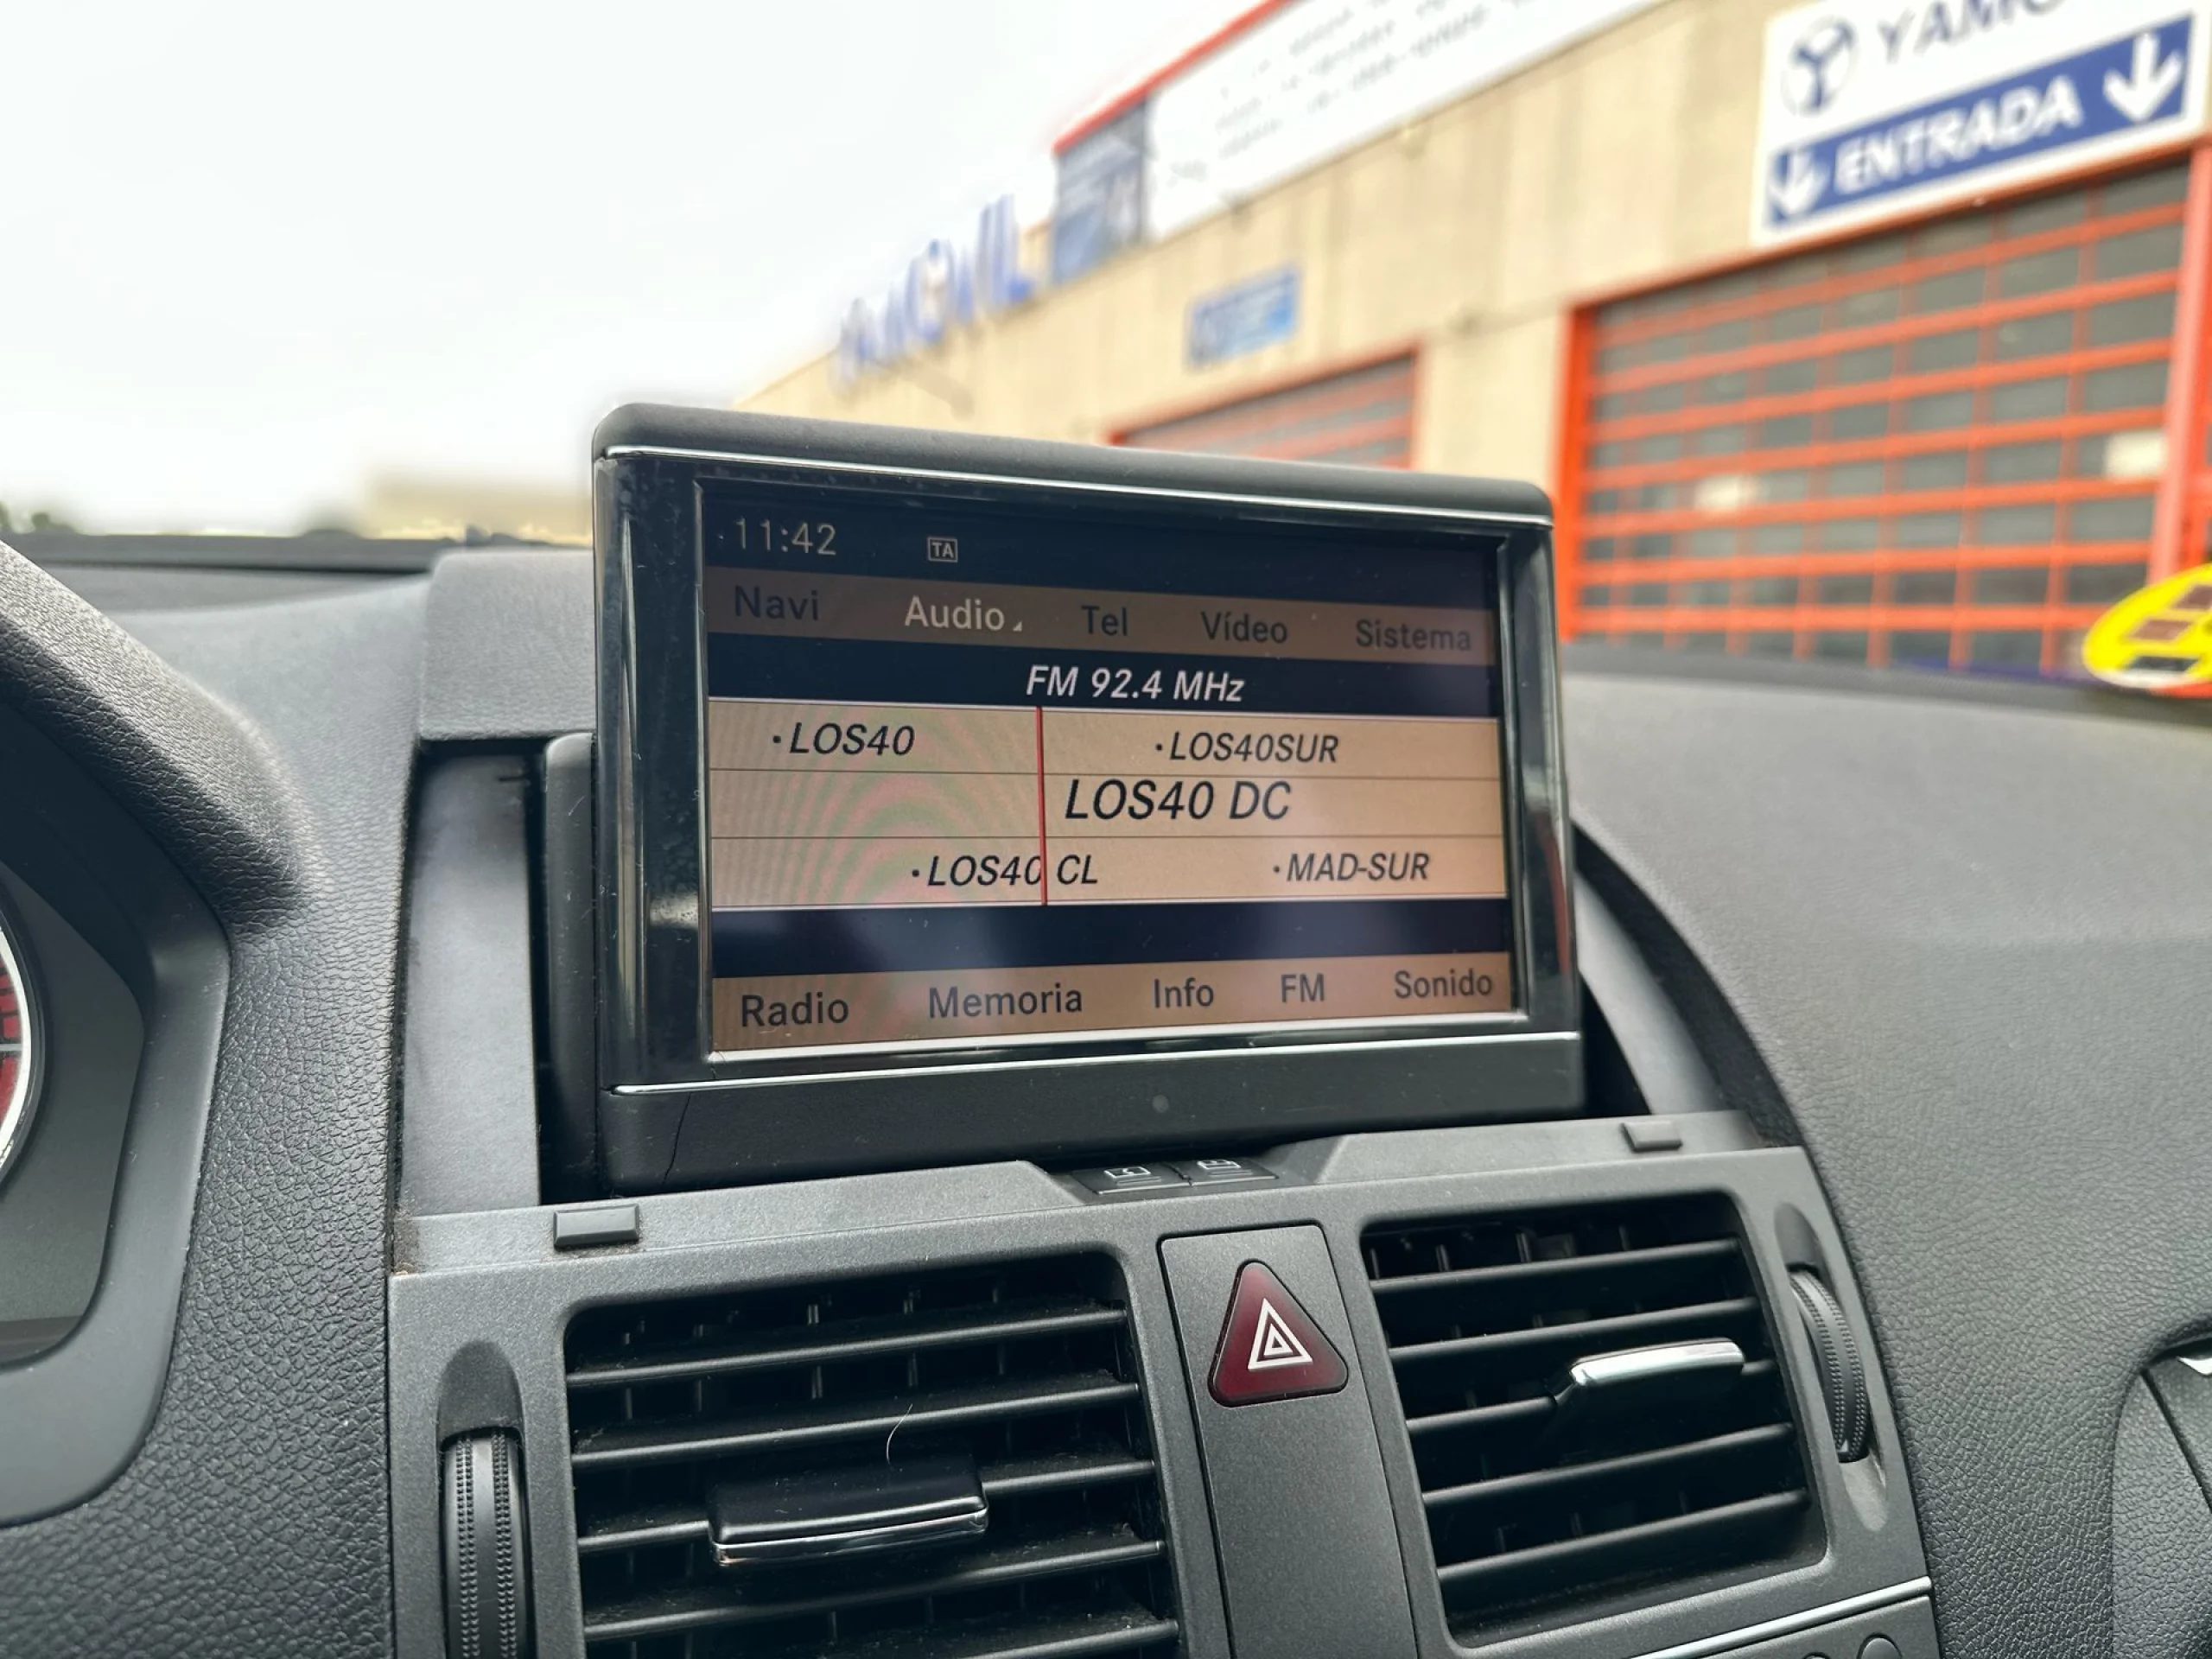 ENTRADA
11:42 TA
Navi Audio Tel Vídeo Sistema
FM 92.4 MHz
·LOS40 ·LOS40SUR
LOS40 DC
·LOS40 CL ·MAD-SUR
Radio Memoria Info FM Sonido